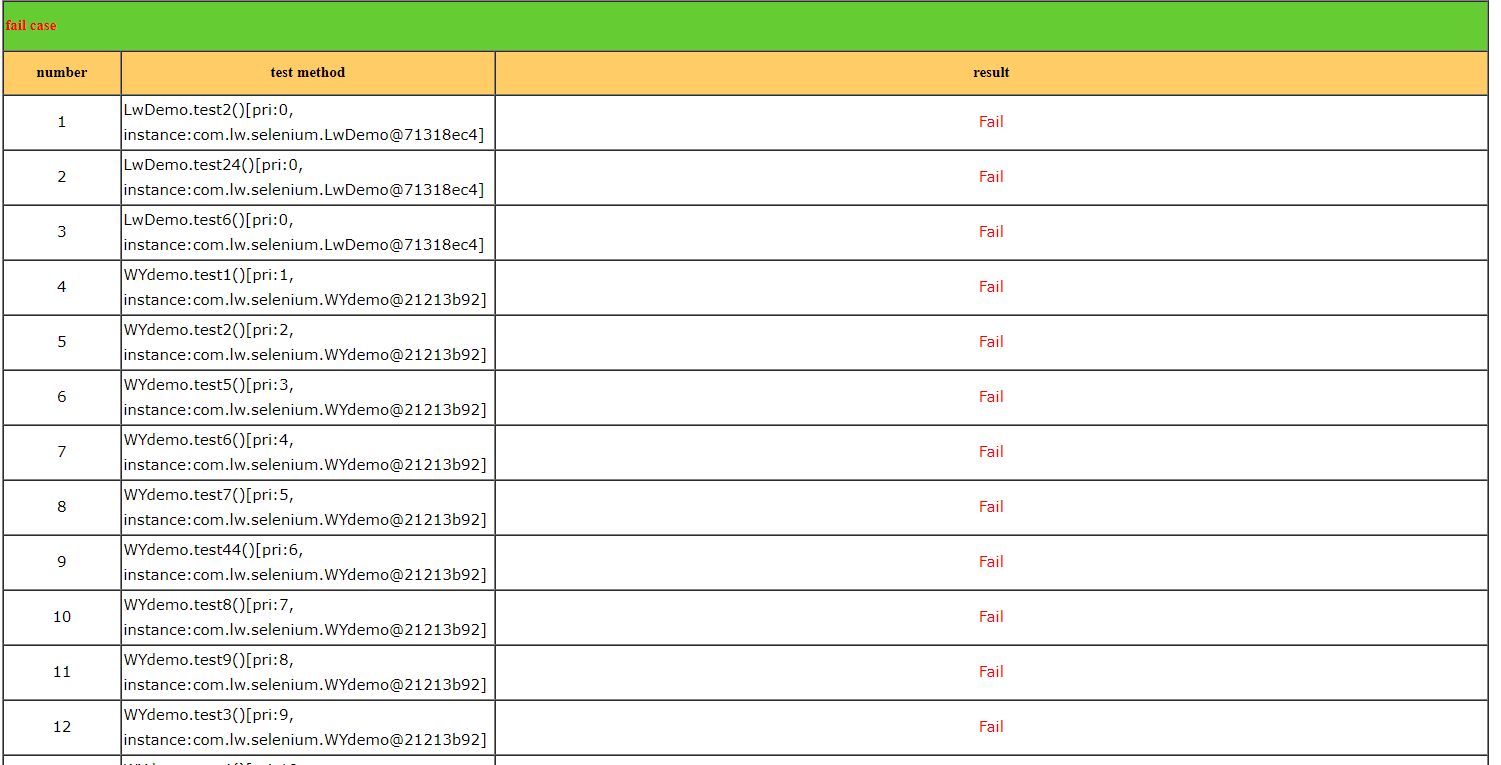 fail case
number test method result
1 LwDemo.test2()[pri:0, Fail
instance:com.lw.selenium.LwDemo@71318ec4]
2 LwDemo.test24()[pri:0, Fail
instance:com.lw.selenium.LwDemo@71318ec4]
3 LwDemo.test6()[pri:0, Fail
instance:com.lw.selenium.LwDemo@71318ec4]
4 WYdemo.test1()[pri:1, Fail
instance:com.lw.selenium.WYdemo@21213b92]
5 WYdemo.test2()[pri:2, Fail
instance:com.lw.selenium.WYdemo@21213b92]
6 WYdemo.test5()[pri:3, Fail
instance:com.lw.selenium.WYdemo@21213b92]
7 WYdemo.test6()[pri:4, Fail
instance:com.lw.selenium.WYdemo@21213b92]
8 WYdemo.test7()[pri:5, Fail
instance:com.lw.selenium.WYdemo@21213b92]
9 WYdemo.test44()[pri:6, Fail
instance:com.lw.selenium.WYdemo@21213b92]
10 WYdemo.test8()[pri:7, Fail
instance:com.lw.selenium.WYdemo@21213b92]
11 WYdemo.test9()[pri:8, Fail
instance:com.lw.selenium.WYdemo@21213b92]
12 WYdemo.test3()[pri:9, Fail
instance:com.lw.selenium.WYdemo@21213b92]